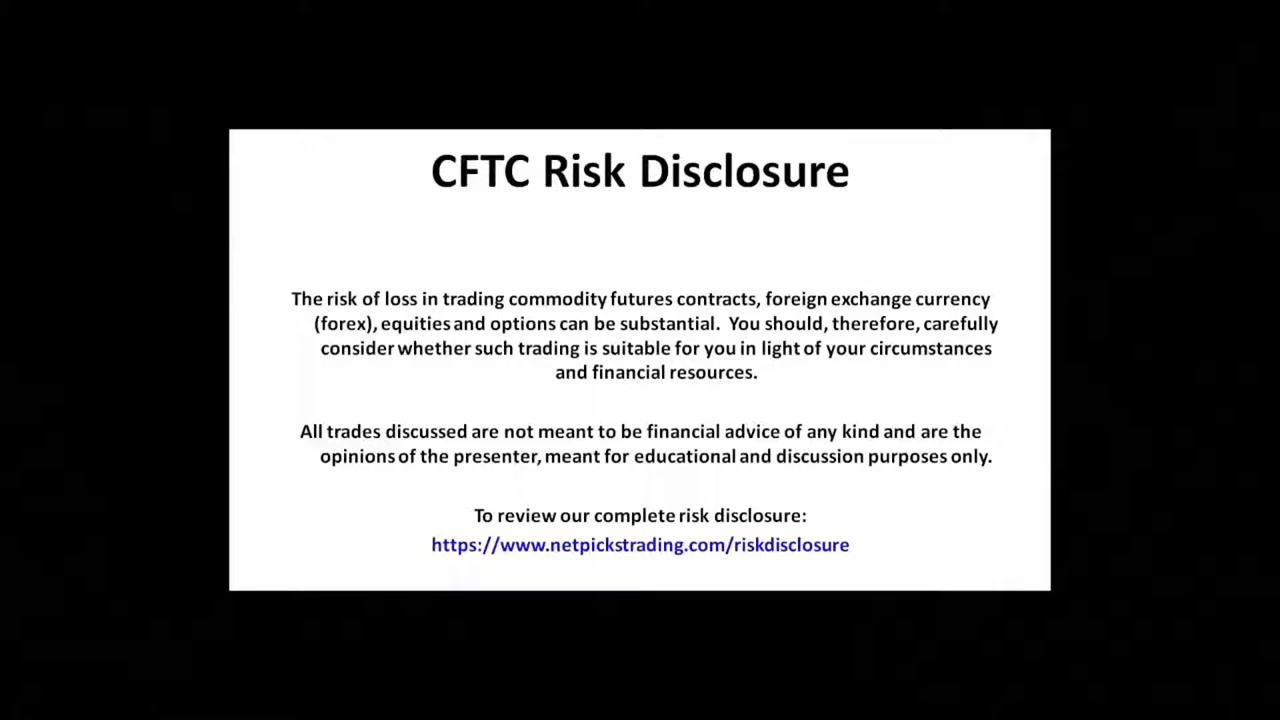 CFTC Risk Disclosure
The risk of loss in trading commodity futures contracts, foreign exchange currency
(forex), equities and options can be substantial.  You should, therefore, carefully
consider whether such trading is suitable for you in light of your circumstances
and financial resources.
All trades discussed are not meant to be financial advice of any kind and are the
opinions of the presenter, meant for educational and discussion purposes only.
To review our complete risk disclosure:
https://www.netpickstrading.com/riskdisclosure